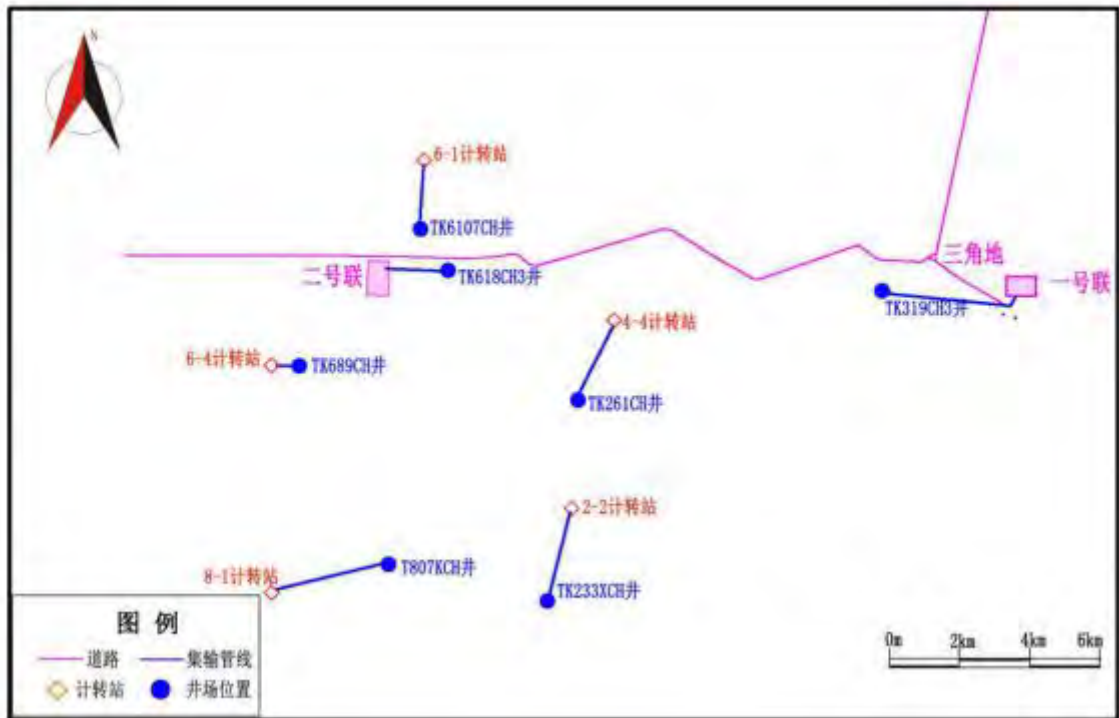 N
6-1计转站
TK6107CH井
三角地
二号联
TK618CH3井
一号联
TK319CH3井
4-4计转站
6-4计转站
TK689CH井
TK261CH井
2-2计转站
T807KCH井
8-1计转站
TK233XCH井
图 例
道路
集输管线
计转站
井场位置
0m 2km 4km 6km